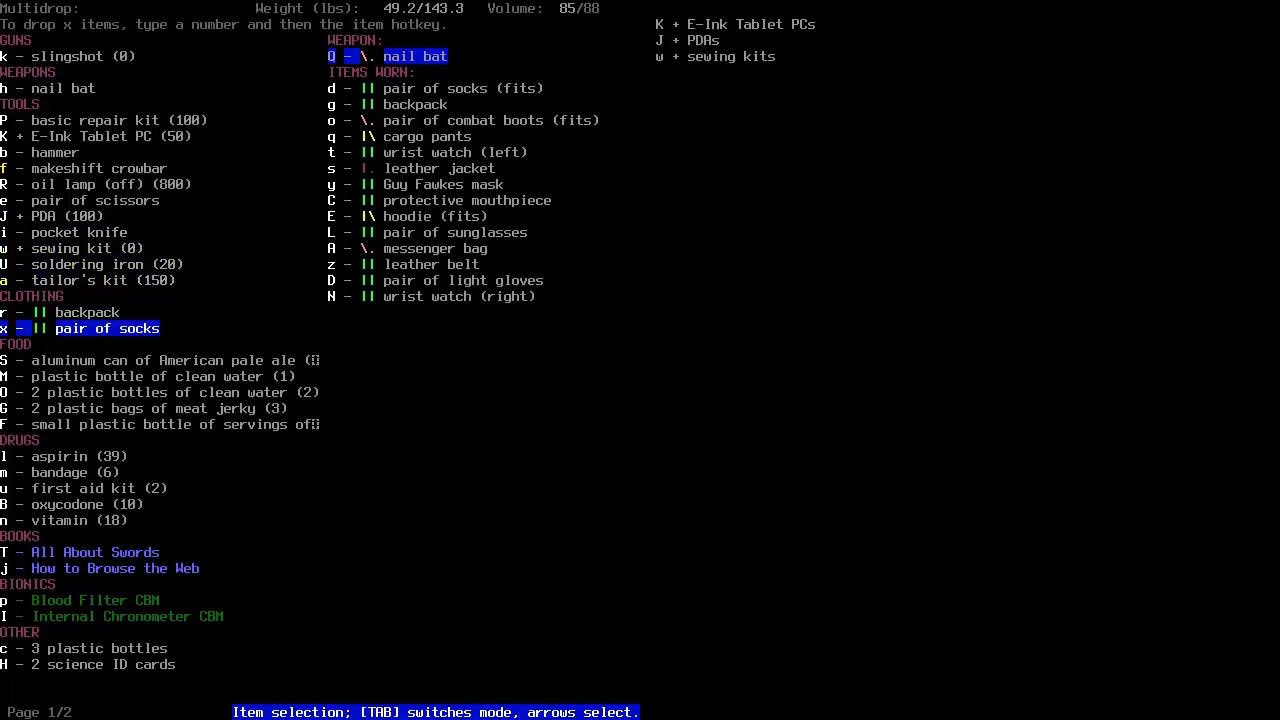 Multidrop: Weight (lbs): 49.2/143.3 Volume: 85/88
To drop x items, type a number and then the item hotkey.
GUNS
k - slingshot (0)
WEAPONS
h - nail bat
TOOLS
P - basic repair kit (100)
K + E-Ink Tablet PC (50)
b - hammer
f - makeshift crowbar
R - oil lamp (off) (800)
e - pair of scissors
J + PDA (100)
i - pocket knife
w + sewing kit (0)
U - soldering iron (20)
a - tailor's kit (150)
CLOTHING
r - || backpack
x - || pair of socks
FOOD
S - aluminum can of American pale ale (
M - plastic bottle of clean water (1)
O - 2 plastic bottles of clean water (2)
G - 2 plastic bags of meat jerky (3)
F - small plastic bottle of servings of
DRUGS
l - aspirin (39)
m - bandage (6)
u - first aid kit (2)
B - oxycodone (10)
n - vitamin (18)
BOOKS
T - All About Swords
j - How to Browse the Web
BIONICS
p - Blood Filter CBM
I - Internal Chronometer CBM
OTHER
c - 3 plastic bottles
H - 2 science ID cards
WEAPON:
Q - \. nail bat
ITEMS WORN:
d - || pair of socks (fits)
g - || backpack
o - \. pair of combat boots (fits)
q - |\ cargo pants
t - || wrist watch (left)
s - |. leather jacket
y - || Guy Fawkes mask
C - || protective mouthpiece
E - |\ hoodie (fits)
L - || pair of sunglasses
A - \. messenger bag
z - || leather belt
D - || pair of light gloves
N - || wrist watch (right)
K + E-Ink Tablet PCs
J + PDAs
w + sewing kits
Page 1/2 Item selection; [TAB] switches mode, arrows select.